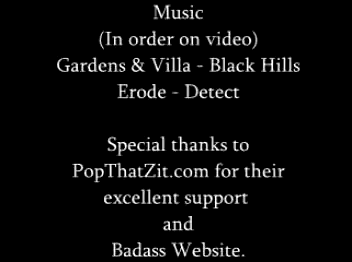 Music
(In order on video)
Gardens & Villa - Black Hills
Erode - Detect
Special thanks to
PopThatZit.com for their
excellent support
and
Badass Website.